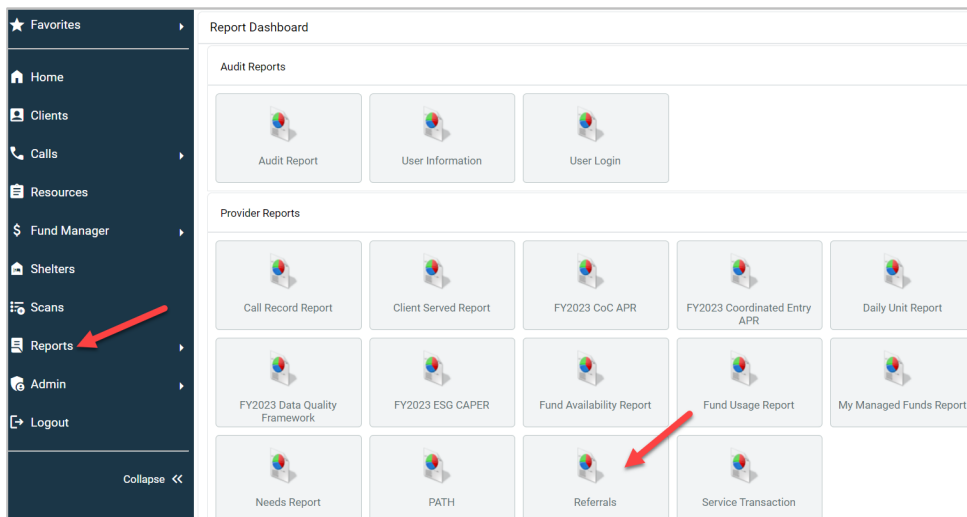 Favorites
Home
Clients
Calls
Resources
Fund Manager
Shelters
Scans
Reports
Admin
Logout
Collapse
Report Dashboard
Audit Reports
Audit Report
User Information
User Login
Provider Reports
Call Record Report
Client Served Report
FY2023 CoC APR
FY2023 Coordinated Entry
APR
Daily Unit Report
FY2023 Data Quality
Framework
FY2023 ESG CAPER
Fund Availability Report
Fund Usage Report
My Managed Funds Report
Needs Report
PATH
Referrals
Service Transaction